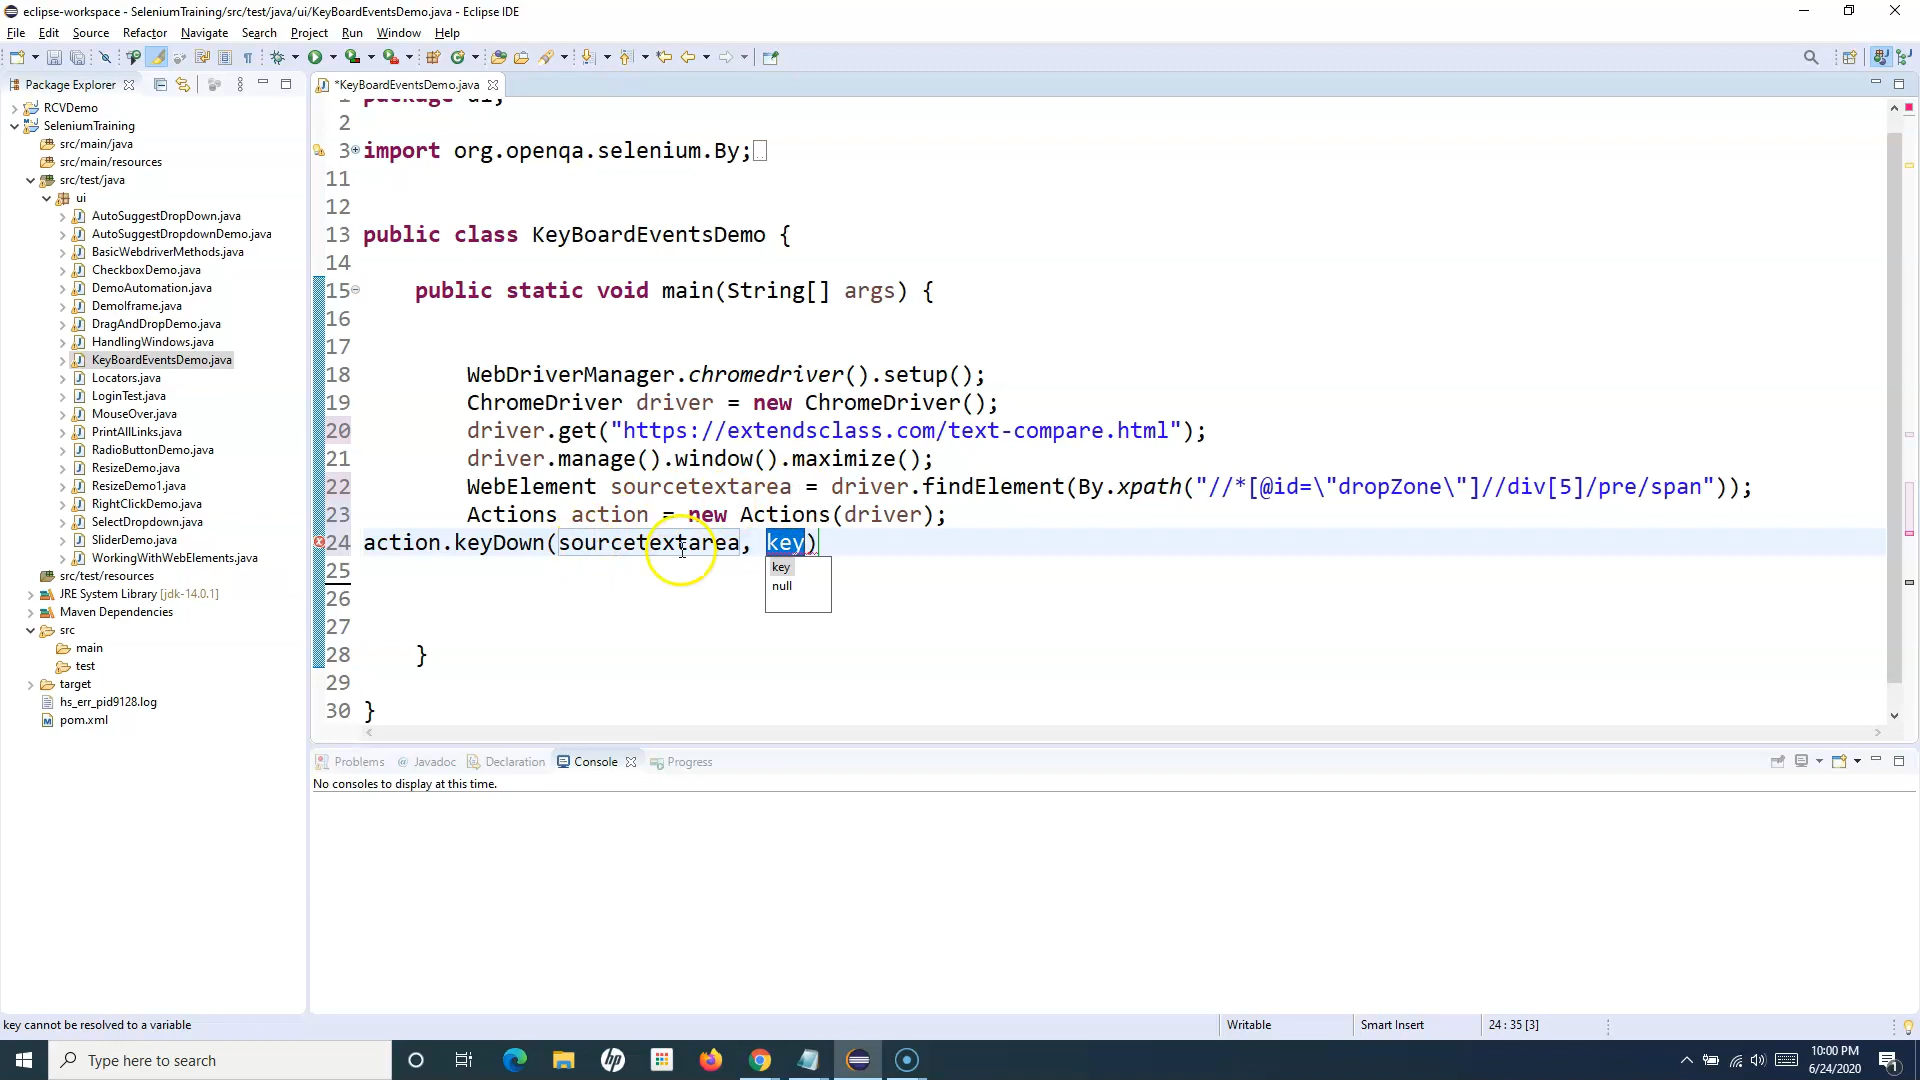 eclipse-workspace - SeleniumTraining/src/test/java/ui/KeyBoardEventsDemo.java - Eclipse IDE
File Edit Source Refactor Navigate Search Project Run Window Help
Package Explorer
RCVDemo
SeleniumTraining
src/main/java
src/main/resources
src/test/java
ui
AutoSuggestDropDown.java
AutoSuggestDropdownDemo.java
BasicWebdriverMethods.java
CheckboxDemo.java
DemoAutomation.java
DemoIframe.java
DragAndDropDemo.java
HandlingWindows.java
KeyBoardEventsDemo.java
Locators.java
LoginTest.java
MouseOver.java
PrintAllLinks.java
RadioButtonDemo.java
ResizeDemo.java
ResizeDemo1.java
RightClickDemo.java
SelectDropdown.java
SliderDemo.java
WorkingWithWebElements.java
src/test/resources
JRE System Library [jdk-14.0.1]
Maven Dependencies
src
main
test
target
hs_err_pid9128.log
pom.xml
*KeyBoardEventsDemo.java
1 package ui;
2
3 import org.openqa.selenium.By;
11
12
13 public class KeyBoardEventsDemo {
14
15 public static void main(String[] args) {
16
17
18 WebDriverManager.chromedriver().setup();
19 ChromeDriver driver = new ChromeDriver();
20 driver.get("https://extendsclass.com/text-compare.html");
21 driver.manage().window().maximize();
22 WebElement sourcetextarea = driver.findElement(By.xpath("//*[@id=\"dropZone\"]//div[5]/pre/span"));
23 Actions action = new Actions(driver);
24 action.keyDown(sourcetextarea, key)
25
26
27
28 }
29
30 }
key
null
Problems @ Javadoc Declaration Console Progress
No consoles to display at this time.
key cannot be resolved to a variable
Writable
Smart Insert
24 : 35 [3]
Type here to search
10:00 PM
6/24/2020
1